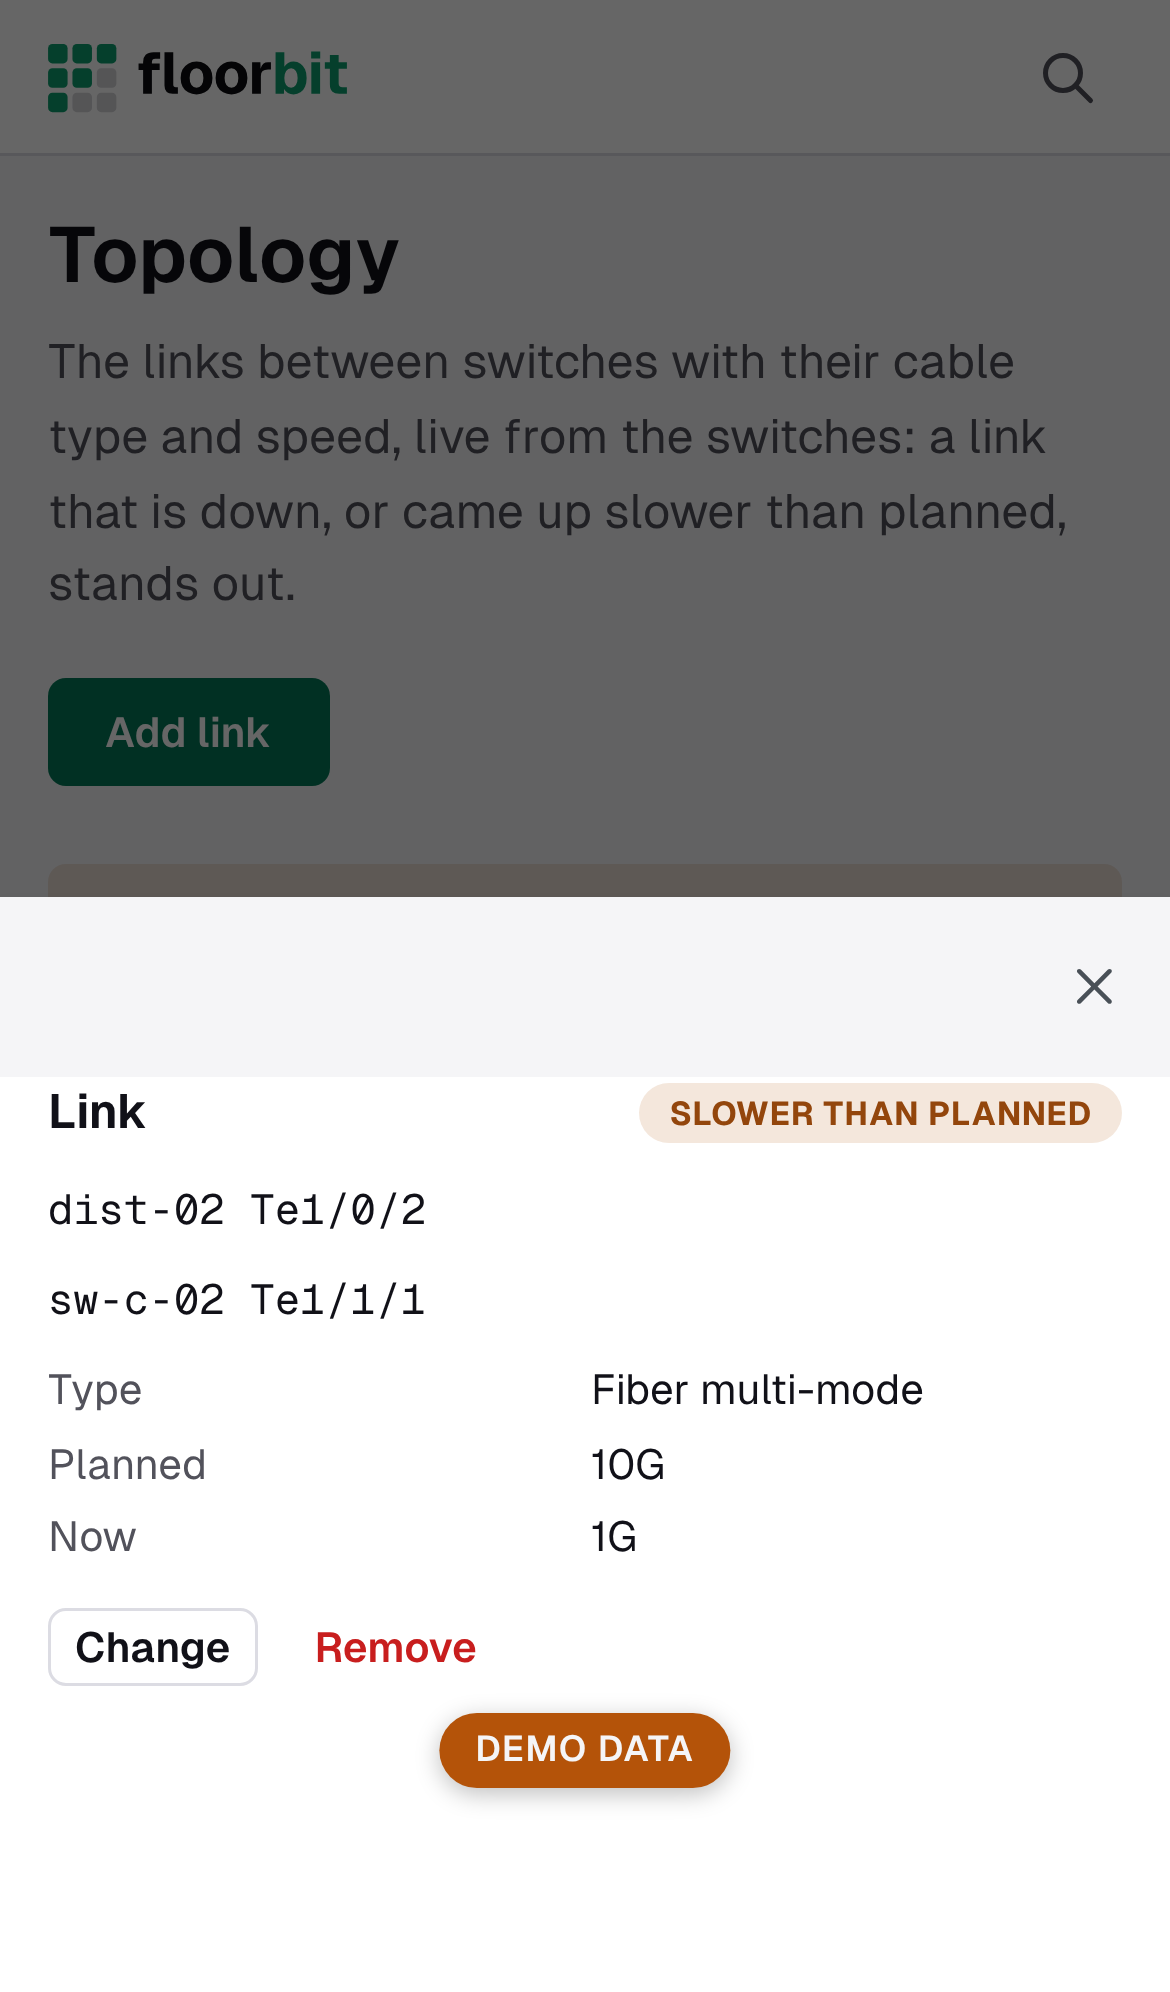 floorbit
Topology
The links between switches with their cable
type and speed, live from the switches: a link
that is down, or came up slower than planned,
stands out.
Add link
Link
SLOWER THAN PLANNED
dist-02 Te1/0/2
sw-c-02 Te1/1/1
Type Fiber multi-mode
Planned 10G
Now 1G
Change Remove
DEMO DATA